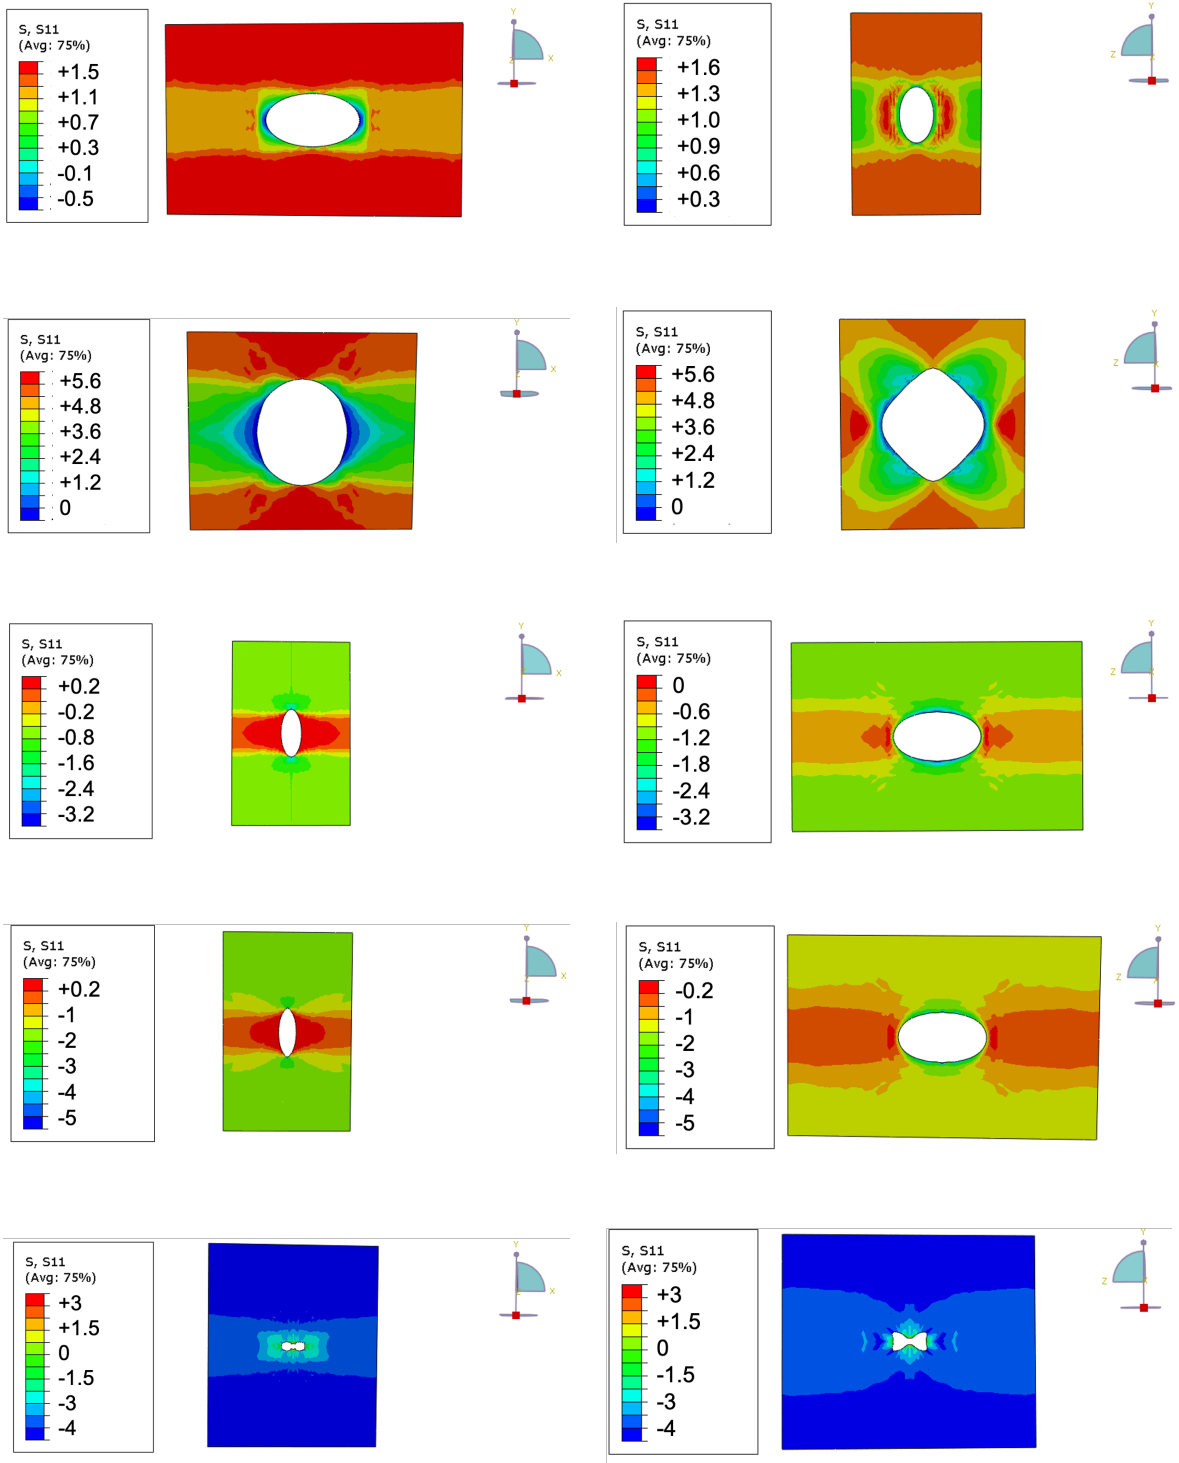 S, S11
(Avg: 75%)
+1.5
+1.1
+0.7
+0.3
-0.1
-0.5
Y
X
Z
S, S11
(Avg: 75%)
+1.6
+1.3
+1.0
+0.9
+0.6
+0.3
Y
Z
S, S11
(Avg: 75%)
+5.6
+4.8
+3.6
+2.4
+1.2
0
Y
X
Z
S, S11
(Avg: 75%)
+5.6
+4.8
+3.6
+2.4
+1.2
0
Y
Z
S, S11
(Avg: 75%)
+0.2
-0.2
-0.8
-1.6
-2.4
-3.2
Y
X
S, S11
(Avg: 75%)
0
-0.6
-1.2
-1.8
-2.4
-3.2
Y
Z
S, S11
(Avg: 75%)
+0.2
-1
-2
-3
-4
-5
Y
X
S, S11
(Avg: 75%)
-0.2
-1
-2
-3
-4
-5
Y
Z
S, S11
(Avg: 75%)
+3
+1.5
0
-1.5
-3
-4
Y
X
S, S11
(Avg: 75%)
+3
+1.5
0
-1.5
-3
-4
Y
Z